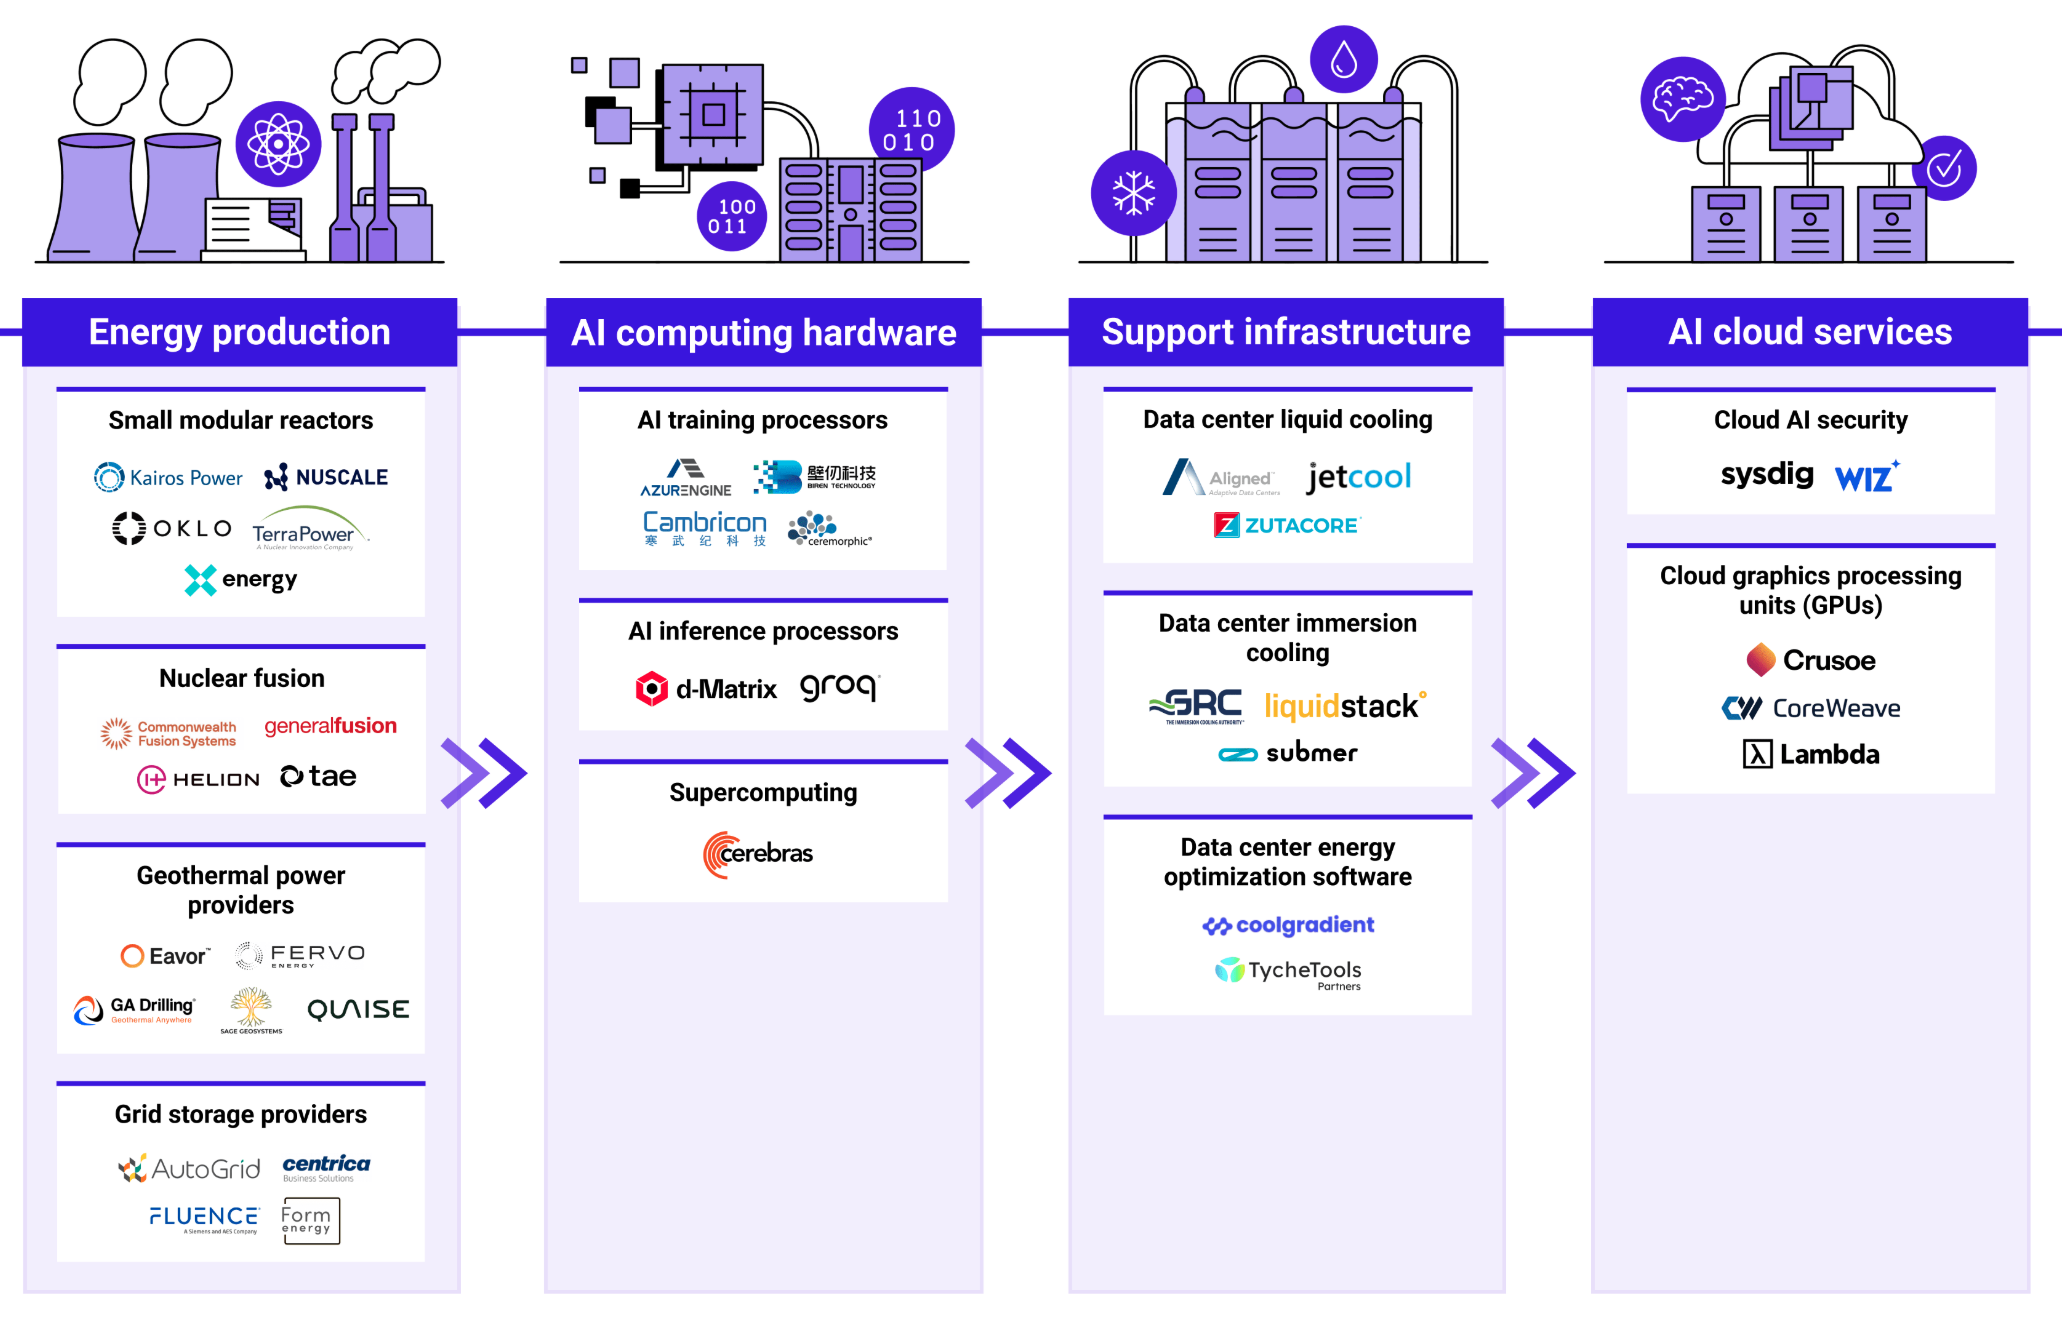 110
010
100
011
Energy production
Small modular reactors
Kairos Power
NUSCALE
OKLO
TerraPower
A Nuclear Innovation Company
energy
Nuclear fusion
Commonwealth
Fusion Systems
generalfusion
HELION
tae
Geothermal power
providers
Eavor™
FERVO
ENERGY
GA Drilling®
Geothermal Anywhere
SAGE GEOSYSTEMS
QUAISE
Grid storage providers
AutoGrid
centrica
Business Solutions
FLUENCE
A Siemens and AES Company
Form
energy
AI computing hardware
AI training processors
AZURENGINE
壁仞科技
BIREN TECHNOLOGY
Cambricon
寒武纪科技
ceremorphic®
AI inference processors
d-Matrix
groq
Supercomputing
cerebras
Support infrastructure
Data center liquid cooling
Aligned™
Adaptive Data Centers
jetcool
ZUTACORE
Data center immersion
cooling
GRC
THE IMMERSION COOLING AUTHORITY®
liquidstack
submer
Data center energy
optimization software
coolgradient
TycheTools
Partners
AI cloud services
Cloud AI security
sysdig
WIZ
Cloud graphics processing
units (GPUs)
Crusoe
CoreWeave
Lambda